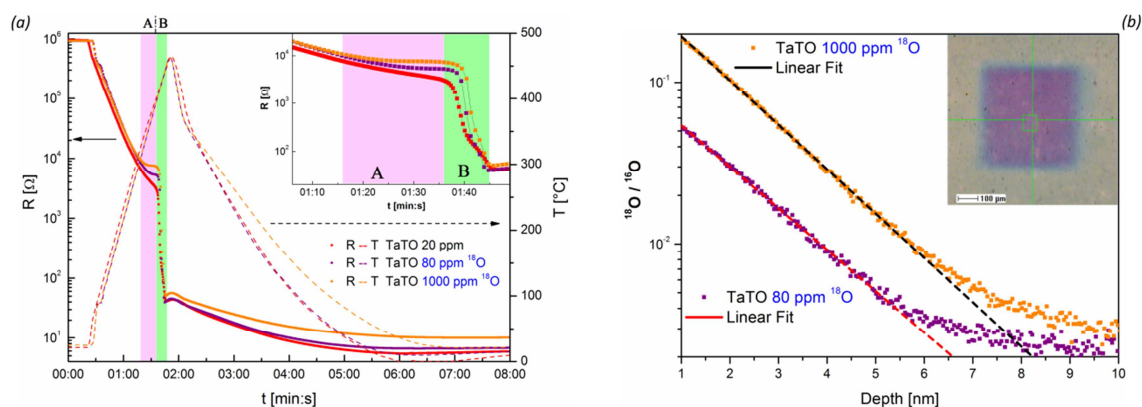 (a)
A B
R [Ω]
10⁶
10⁵
10⁴
10³
10²
10¹
10⁰
00:00 01:00 02:00 03:00 04:00 05:00 06:00 07:00 08:00
t [min:s]
500
400
300
200
100
0
T [°C]
R [Ω]
10⁴
10³
10²
A
B
01:10 01:20 01:30 01:40
t [min:s]
R T TaTO 20 ppm
R T TaTO 80 ppm ¹⁸O
R T TaTO 1000 ppm ¹⁸O
(b)
¹⁸O / ¹⁶O
10⁻¹
10⁻²
TaTO 1000 ppm ¹⁸O
Linear Fit
100 µm
TaTO 80 ppm ¹⁸O
Linear Fit
1 2 3 4 5 6 7 8 9 10
Depth [nm]